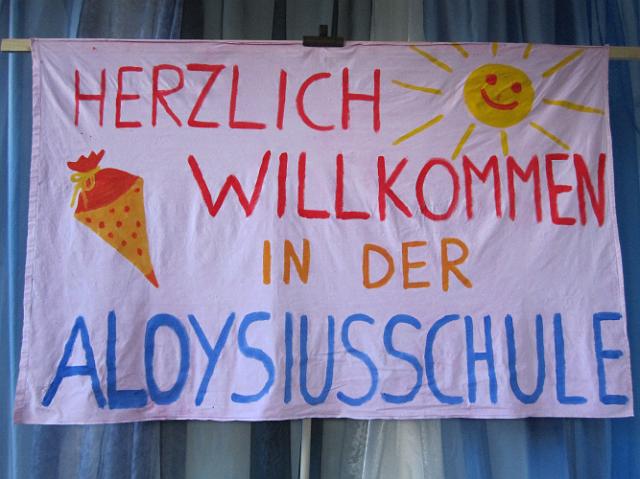 HERZLICH
WILLKOMMEN
IN DER
ALOYSIUSSCHULE